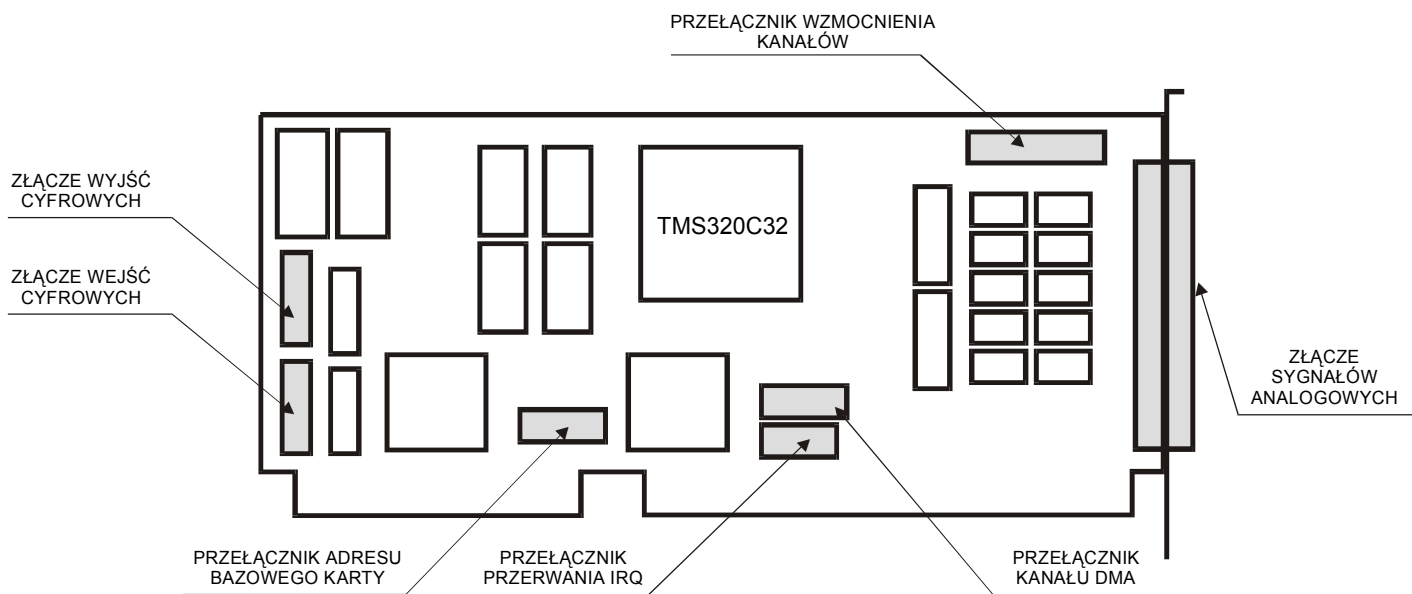 PRZEŁĄCZNIK WZMOCNIENIA
KANAŁÓW
ZŁĄCZE WYJŚĆ
CYFROWYCH
TMS320C32
ZŁĄCZE WEJŚĆ
CYFROWYCH
ZŁĄCZE
SYGNAŁÓW
ANALOGOWYCH
PRZEŁĄCZNIK ADRESU
BAZOWEGO KARTY
PRZEŁĄCZNIK
PRZERWANIA IRQ
PRZEŁĄCZNIK
KANAŁU DMA